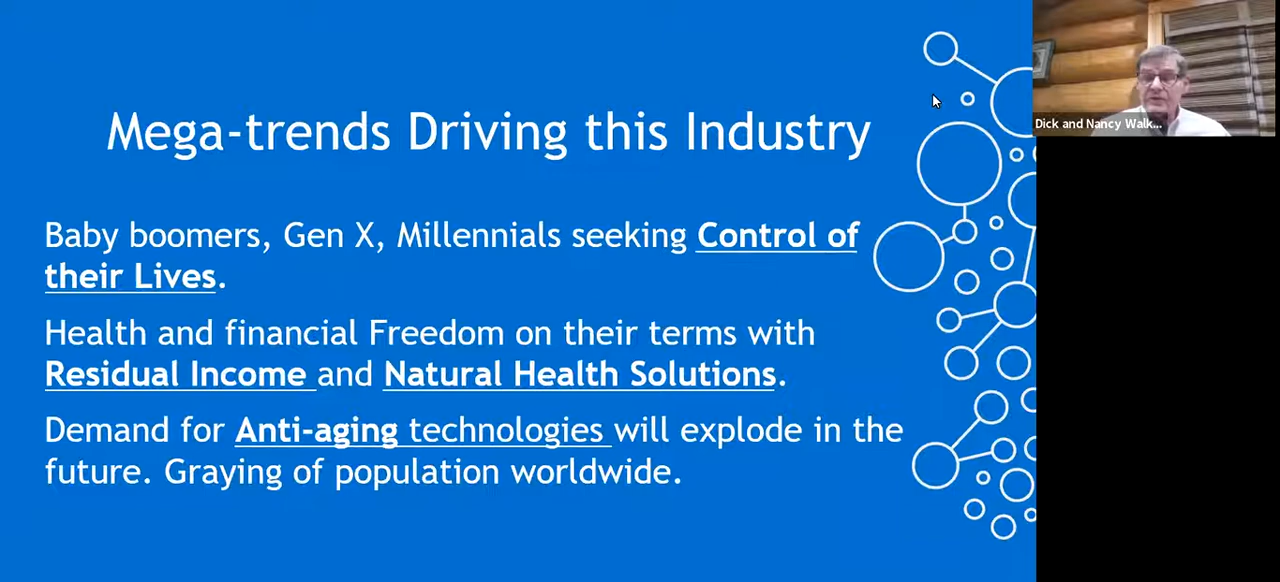 Mega-trends Driving this Industry
Baby boomers, Gen X, Millennials seeking Control of
their Lives.
Health and financial Freedom on their terms with
Residual Income and Natural Health Solutions.
Demand for Anti-aging technologies will explode in the
future. Graying of population worldwide.
Dick and Nancy Walk...